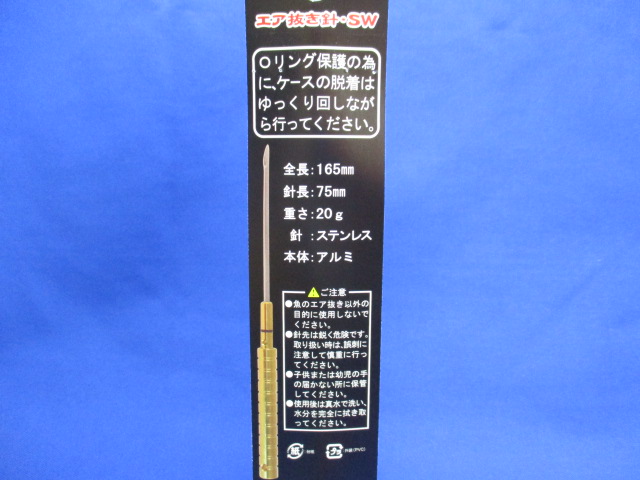 エア抜き針・SW
Oリング保護の為
に、ケースの脱着は
ゆっくり回しなが
ら行ってください。
全長：165mm
針長：75mm
重さ：20g
針：ステンレス
本体：アルミ
ご注意
●魚のエア抜き以外の
目的に使用しないで
ください。
●針先は鋭く危険です。
取り扱い時は、誤刺に
注意して慎重に行っ
てください。
●子供または幼児の手
の届かない所に保管
してください。
●使用後は真水で洗い、
水分を完全に拭き取
ってください。
紙
プラ
外装(PVC)